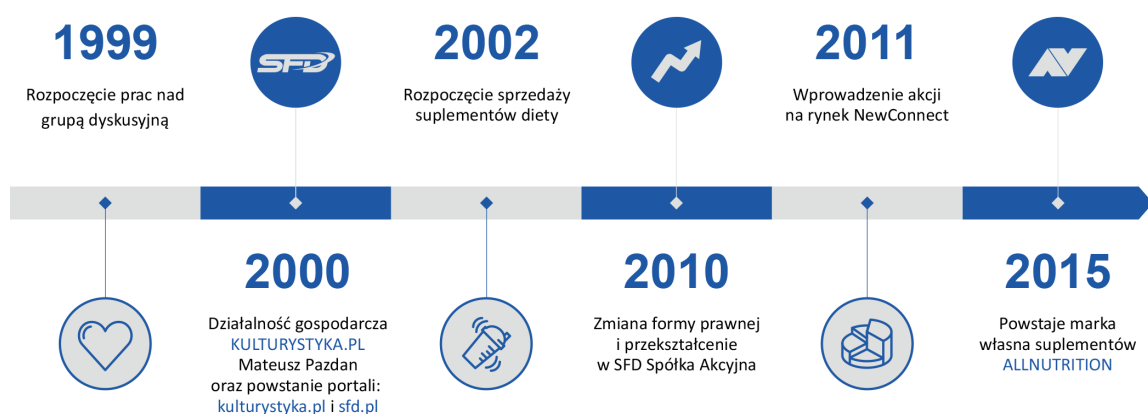 1999
Rozpoczęcie prac nad
grupą dyskusyjną
SFD
2000
Działalność gospodarcza
KULTURYSTYKA.PL
Mateusz Pazdan
oraz powstanie portali:
kulturystyka.pl i sfd.pl
2002
Rozpoczęcie sprzedaży
suplementów diety
2010
Zmiana formy prawnej
i przekształcenie
w SFD Spółka Akcyjna
2011
Wprowadzenie akcji
na rynek NewConnect
2015
Powstaje marka
własna suplementów
ALLNUTRITION